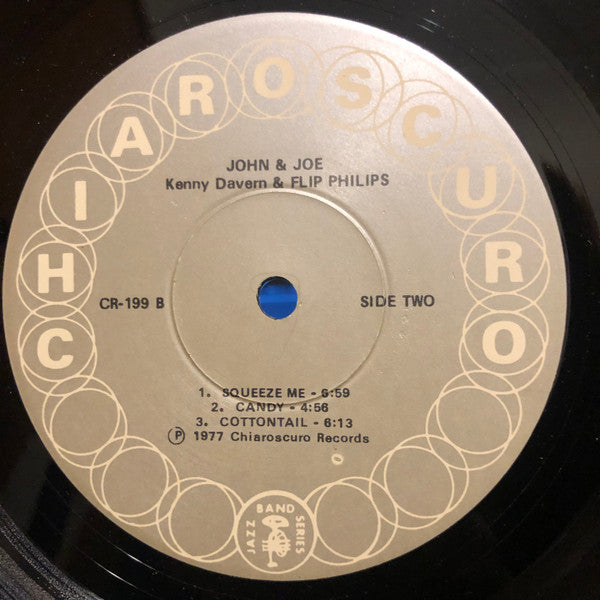 CHIAROSCURO
JOHN & JOE
Kenny Davern & FLIP PHILIPS
CR-199 B
SIDE TWO
1. SQUEEZE ME - 6:59
2. CANDY - 4:56
3. COTTONTAIL - 6:13
Ⓟ 1977 Chiaroscuro Records
JAZZ BAND SERIES